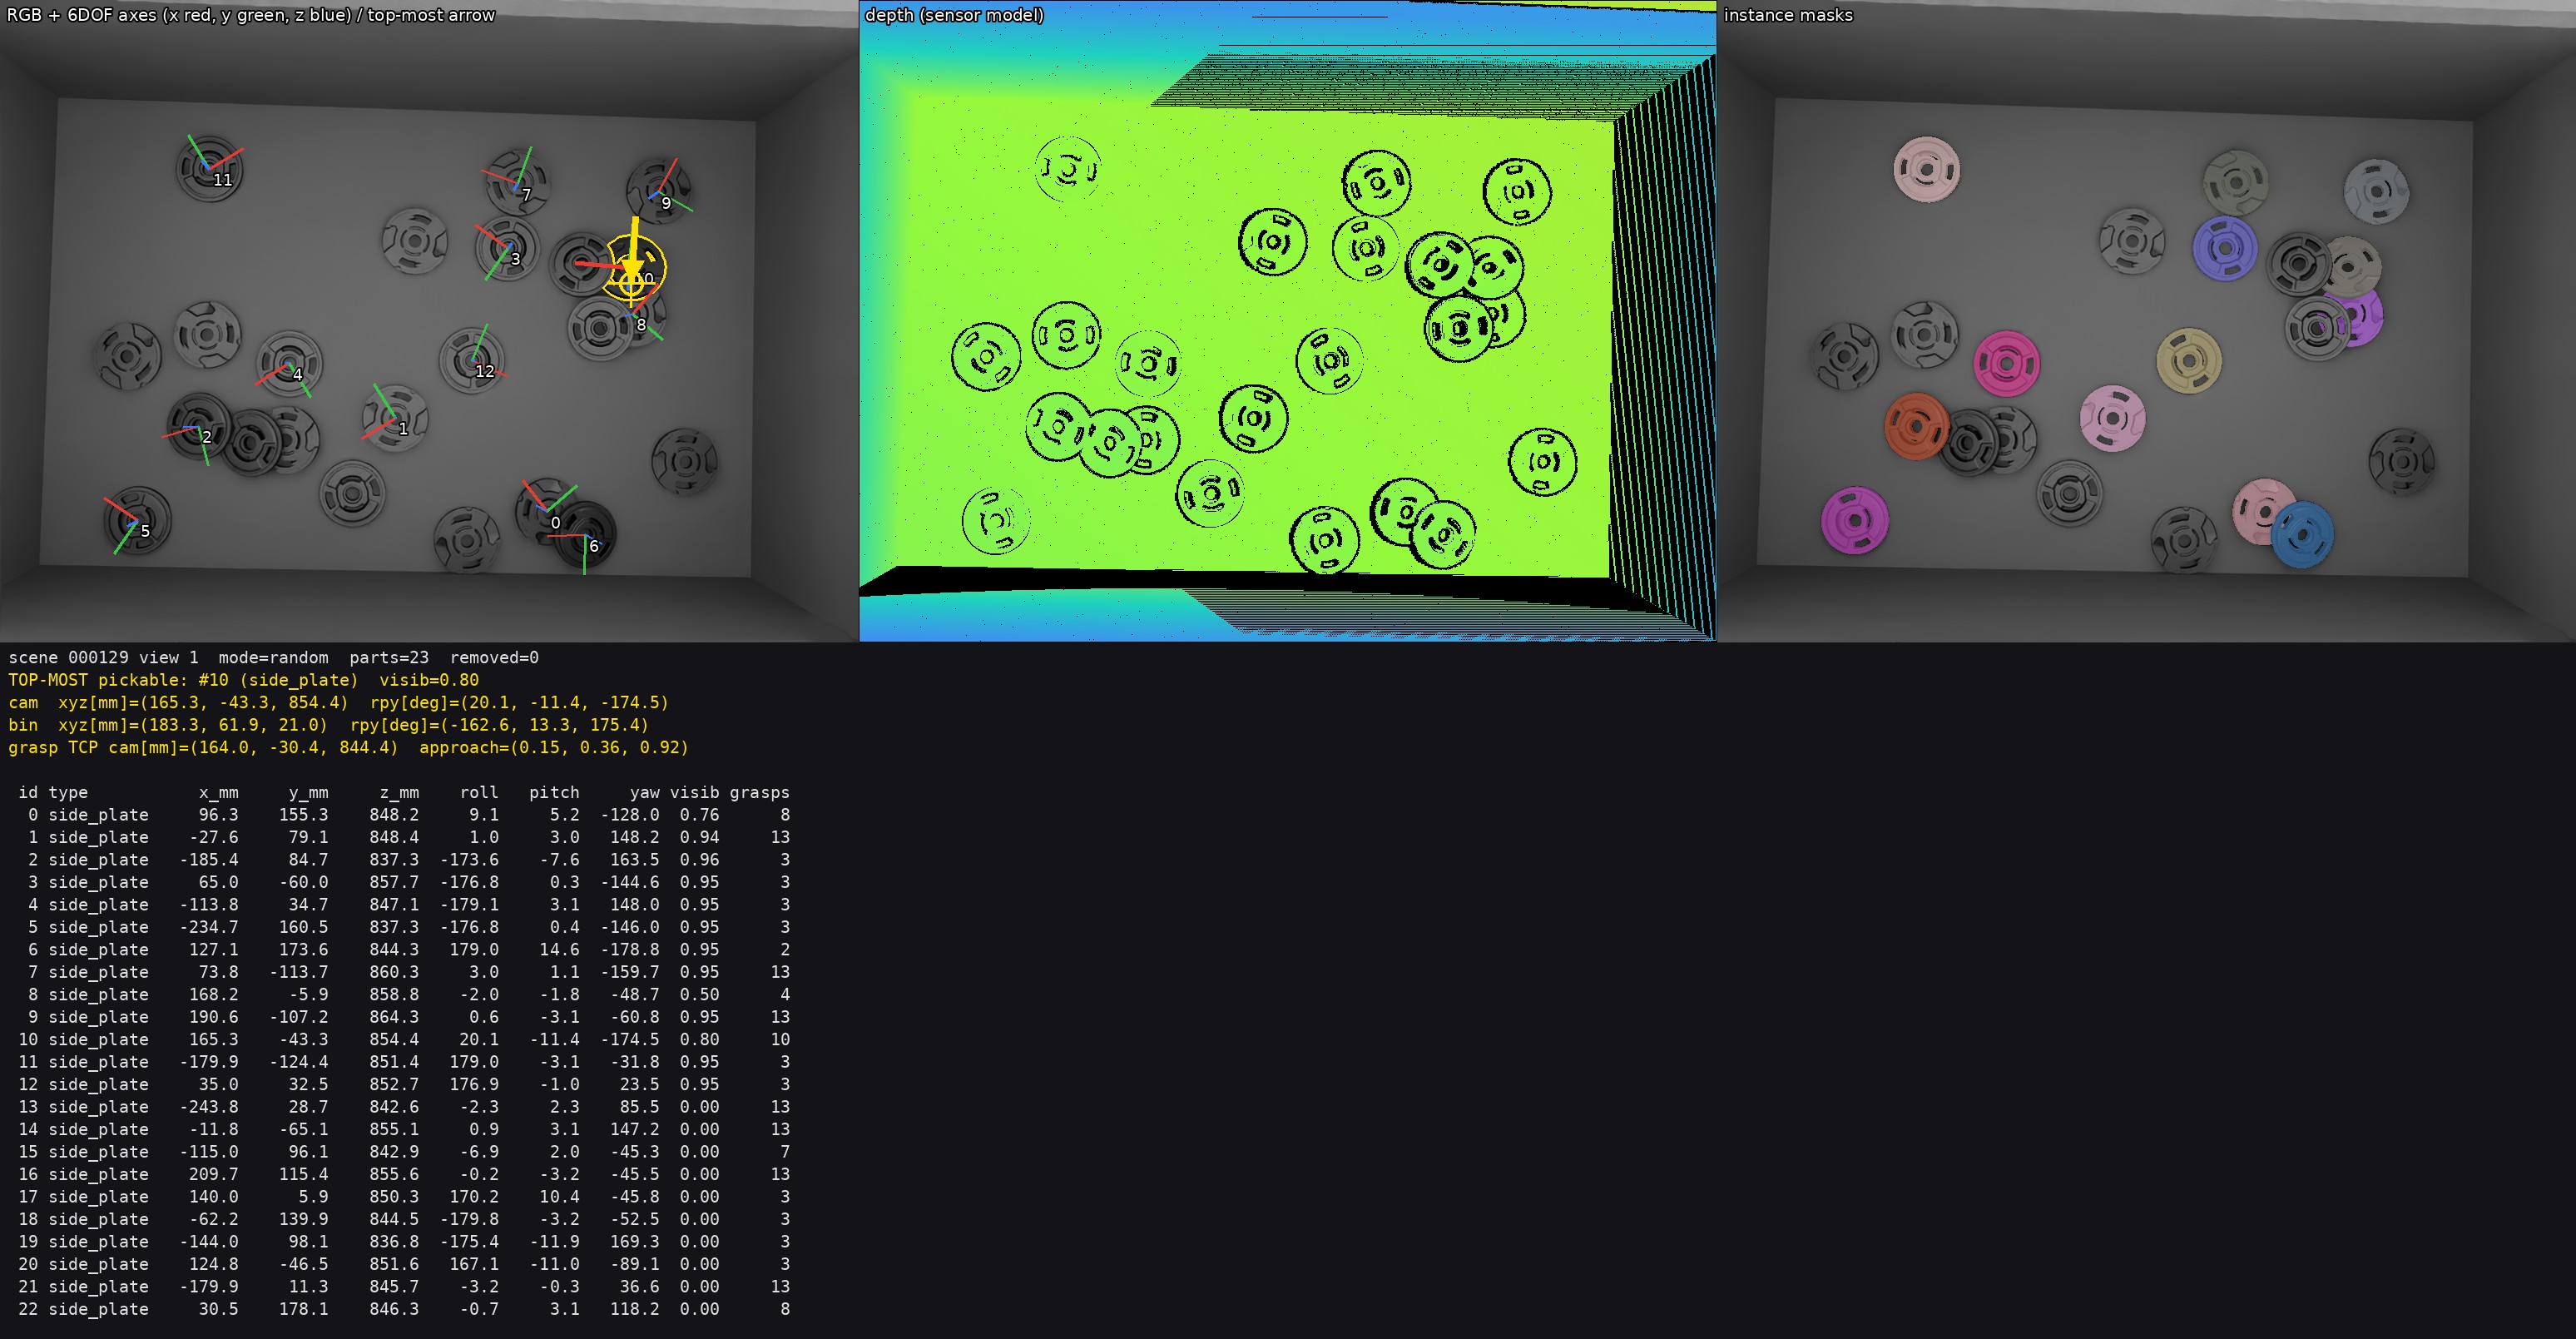 RGB + 6DOF axes (x red, y green, z blue) / top-most arrow
depth (sensor model)
instance masks
11
7
9
3
0
8
4
12
2
1
5
0
6
scene 000129 view 1  mode=random  parts=23  removed=0
TOP-MOST pickable: #10 (side_plate)  visib=0.80
cam  xyz[mm]=(165.3, -43.3, 854.4)  rpy[deg]=(20.1, -11.4, -174.5)
bin  xyz[mm]=(183.3, 61.9, 21.0)  rpy[deg]=(-162.6, 13.3, 175.4)
grasp TCP cam[mm]=(164.0, -30.4, 844.4)  approach=(0.15, 0.36, 0.92)
id type x_mm y_mm z_mm roll pitch yaw visib grasps
0 side_plate 96.3 155.3 848.2 9.1 5.2 -128.0 0.76 8
1 side_plate -27.6 79.1 848.4 1.0 3.0 148.2 0.94 13
2 side_plate -185.4 84.7 837.3 -173.6 -7.6 163.5 0.96 3
3 side_plate 65.0 -60.0 857.7 -176.8 0.3 -144.6 0.95 3
4 side_plate -113.8 34.7 847.1 -179.1 3.1 148.0 0.95 3
5 side_plate -234.7 160.5 837.3 -176.8 0.4 -146.0 0.95 3
6 side_plate 127.1 173.6 844.3 179.0 14.6 -178.8 0.95 2
7 side_plate 73.8 -113.7 860.3 3.0 1.1 -159.7 0.95 13
8 side_plate 168.2 -5.9 858.8 -2.0 -1.8 -48.7 0.50 4
9 side_plate 190.6 -107.2 864.3 0.6 -3.1 -60.8 0.95 13
10 side_plate 165.3 -43.3 854.4 20.1 -11.4 -174.5 0.80 10
11 side_plate -179.9 -124.4 851.4 179.0 -3.1 -31.8 0.95 3
12 side_plate 35.0 32.5 852.7 176.9 -1.0 23.5 0.95 3
13 side_plate -243.8 28.7 842.6 -2.3 2.3 85.5 0.00 13
14 side_plate -11.8 -65.1 855.1 0.9 3.1 147.2 0.00 13
15 side_plate -115.0 96.1 842.9 -6.9 2.0 -45.3 0.00 7
16 side_plate 209.7 115.4 855.6 -0.2 -3.2 -45.5 0.00 13
17 side_plate 140.0 5.9 850.3 170.2 10.4 -45.8 0.00 3
18 side_plate -62.2 139.9 844.5 -179.8 -3.2 -52.5 0.00 3
19 side_plate -144.0 98.1 836.8 -175.4 -11.9 169.3 0.00 3
20 side_plate 124.8 -46.5 851.6 167.1 -11.0 -89.1 0.00 3
21 side_plate -179.9 11.3 845.7 -3.2 -0.3 36.6 0.00 13
22 side_plate 30.5 178.1 846.3 -0.7 3.1 118.2 0.00 8